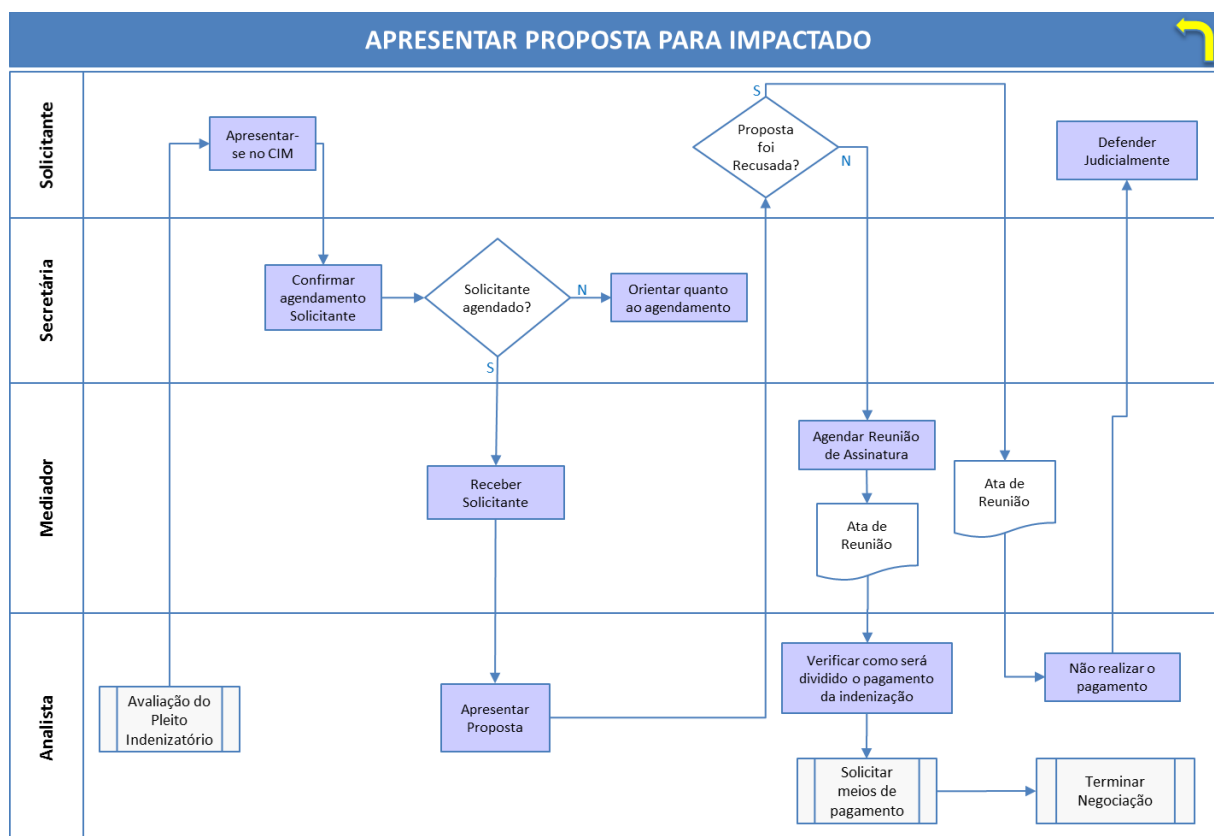 APRESENTAR PROPOSTA PARA IMPACTADO
Solicitante
Apresentar-
se no CIM
S
Proposta
foi
Recusada?
N
Defender
Judicialmente
Secretária
Confirmar
agendamento
Solicitante
Solicitante
agendado?
N
S
Orientar quanto
ao agendamento
Mediador
Receber
Solicitante
Agendar Reunião
de Assinatura
Ata de
Reunião
Ata de
Reunião
Analista
Avaliação do
Pleito
Indenizatório
Apresentar
Proposta
Verificar como será
dividido o pagamento
da indenização
Não realizar o
pagamento
Solicitar
meios de
pagamento
Terminar
Negociação